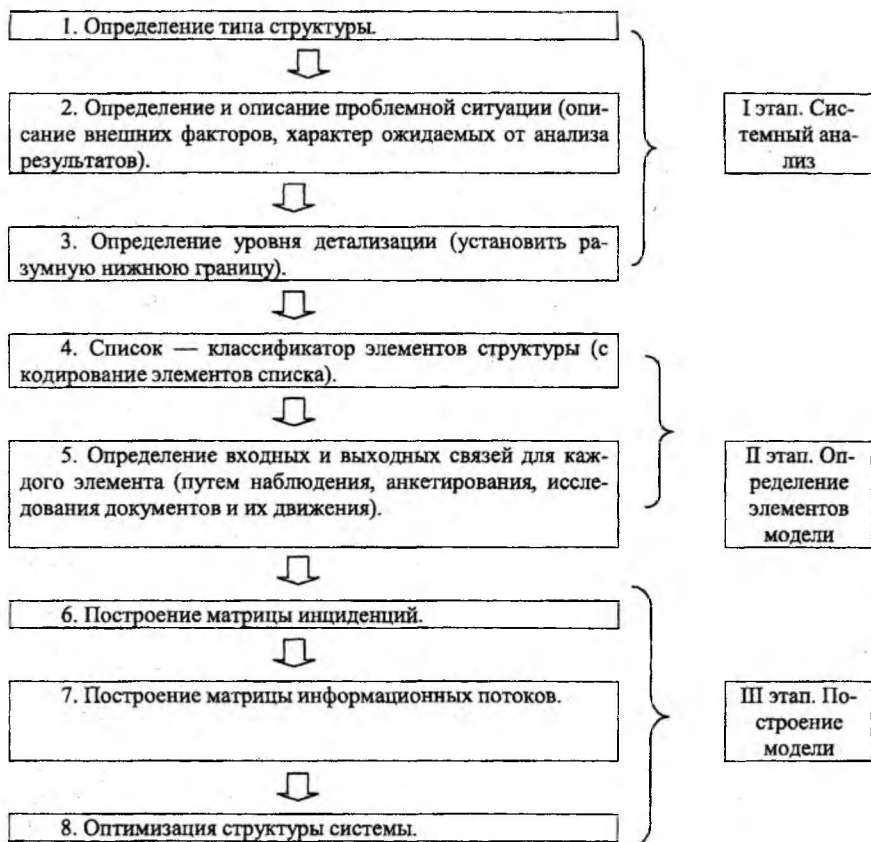 1. Определение типа структуры.
2. Определение и описание проблемной ситуации (опи-
сание внешних факторов, характер ожидаемых от анализа
результатов).
I этап. Сис-
темный ана-
лиз
3. Определение уровня детализации (установить ра-
зумную нижнюю границу).
4. Список — классификатор элементов структуры (с
кодирование элементов списка).
5. Определение входных и выходных связей для каж-
дого элемента (путем наблюдения, анкетирования, иссле-
дования документов и их движения).
II этап. Оп-
ределение
элементов
модели
6. Построение матрицы инциденций.
7. Построение матрицы информационных потоков.
III этап. По-
строение
модели
8. Оптимизация структуры системы.